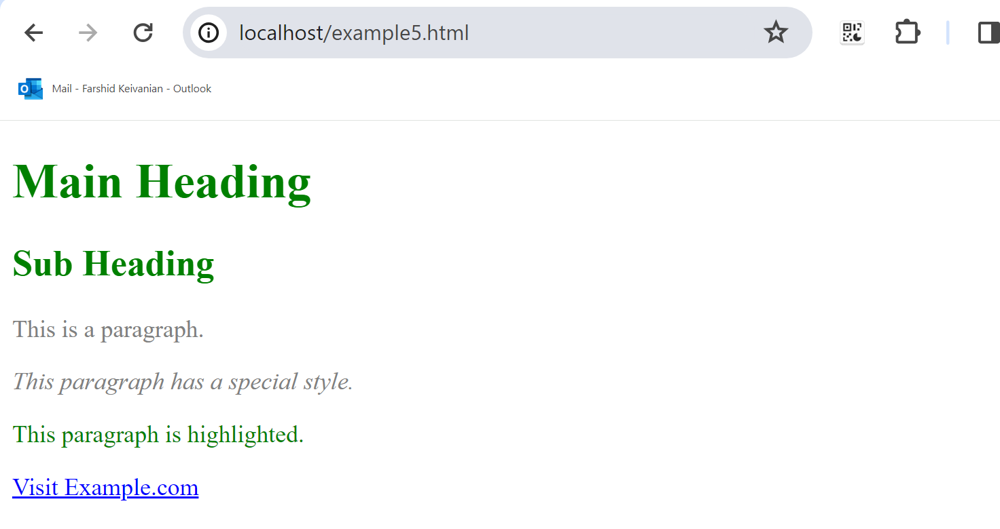 localhost/example5.html
Mail - Farshid Keivanian - Outlook
Main Heading
Sub Heading
This is a paragraph.
This paragraph has a special style.
This paragraph is highlighted.
Visit Example.com